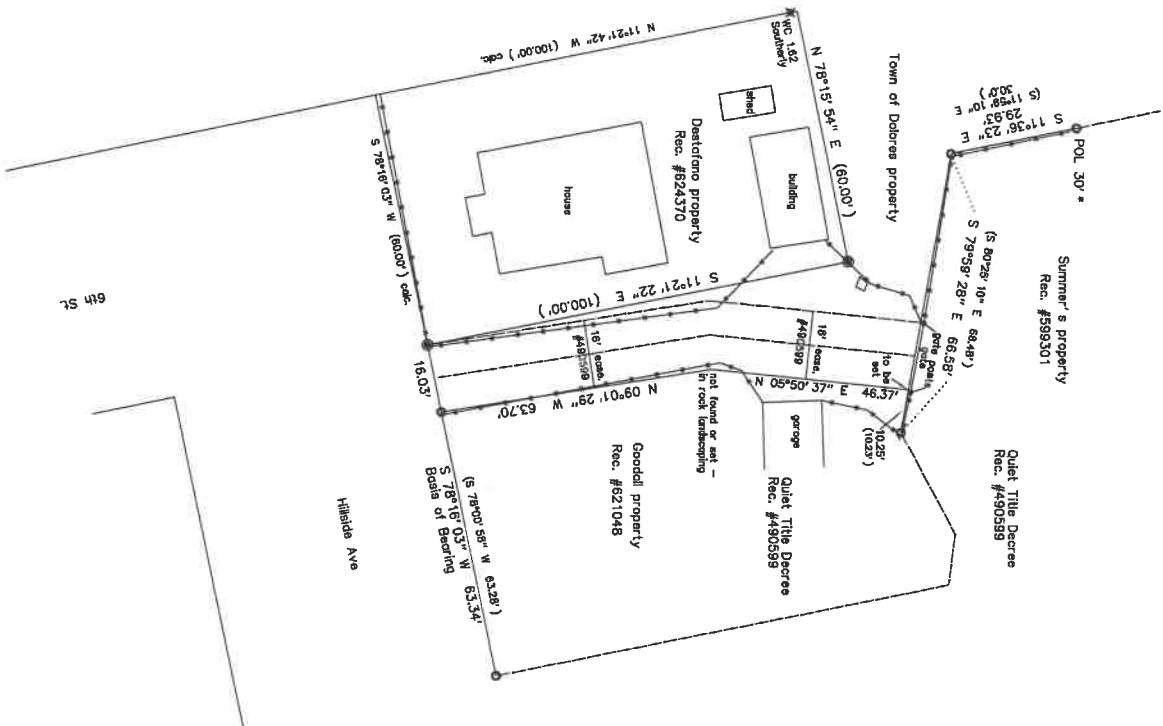 POL 30' *
S 11°36' 23" E
29.93'
(S 11°59' 10" E
30.0')
Summer's property
Rec. #599301
(S 80°25' 10" E 68.48')
S 79°59' 28" E 66.58'
Quiet Title Decree
Rec. #490599
Town of Dolores property
WC 1.62
Southerly
N 78°15' 54" E (60.00')
N 11°21' 42" W (100.00') calc.
shed
building
Destafano property
Rec. #624370
house
gate post
gate
to be
set
10.25'
(10.23')
16' ease.
#490599
16' ease.
#490599
N 05°50' 37" E 46.37'
garage
Quiet Title Decree
Rec. #490599
not found or set –
in rock landscaping
S 11°21' 22" E (100.00')
N 09°01' 29" W 63.70'
Goodall property
Rec. #621048
S 78°16' 03" W (60.00') calc.
16.03'
(S 78°00' 58" W 63.28')
S 78°16' 03" W 63.34'
Basis of Bearing
6th St.
Hillside Ave